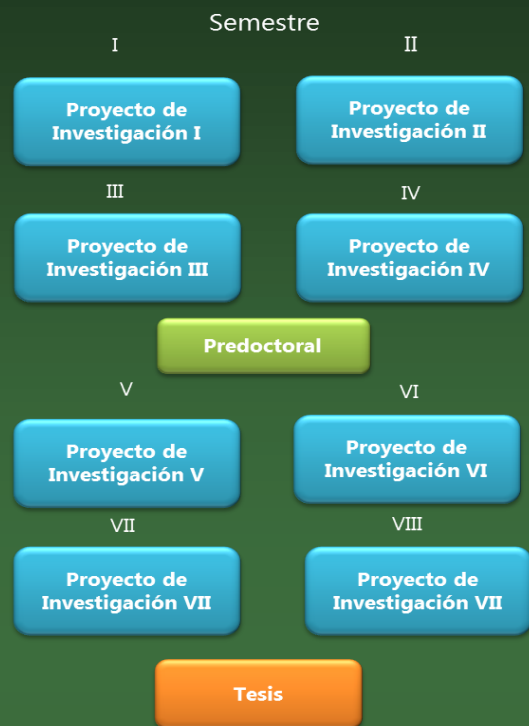 Semestre
I
II
Proyecto de
Investigación I
Proyecto de
Investigación II
III
IV
Proyecto de
Investigación III
Proyecto de
Investigación IV
Predoctoral
V
VI
Proyecto de
Investigación V
Proyecto de
Investigación VI
VII
VIII
Proyecto de
Investigación VII
Proyecto de
Investigación VII
Tesis